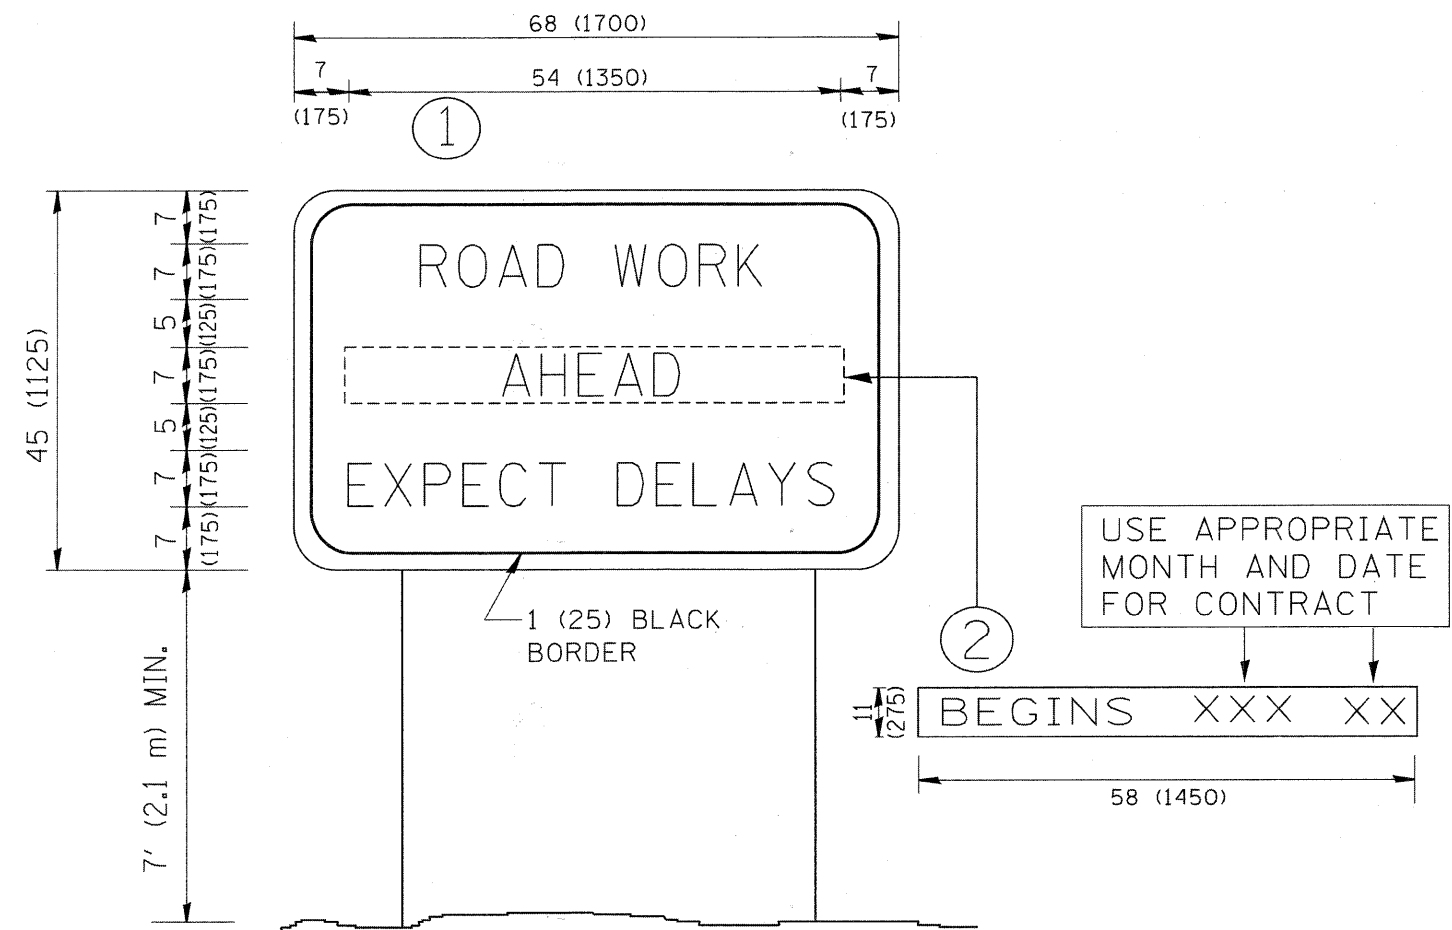 68 (1700)
7
54 (1350)
7
(175)
(175)
1
45 (1125)
7 (175)
7 (175)
5 (125)
7 (175)
5 (125)
7 (175)
7 (175)
7' (2.1 m) MIN.
ROAD WORK
AHEAD
EXPECT DELAYS
1 (25) BLACK
BORDER
USE APPROPRIATE
MONTH AND DATE
FOR CONTRACT
2
11
(275)
BEGINS XXX XX
58 (1450)